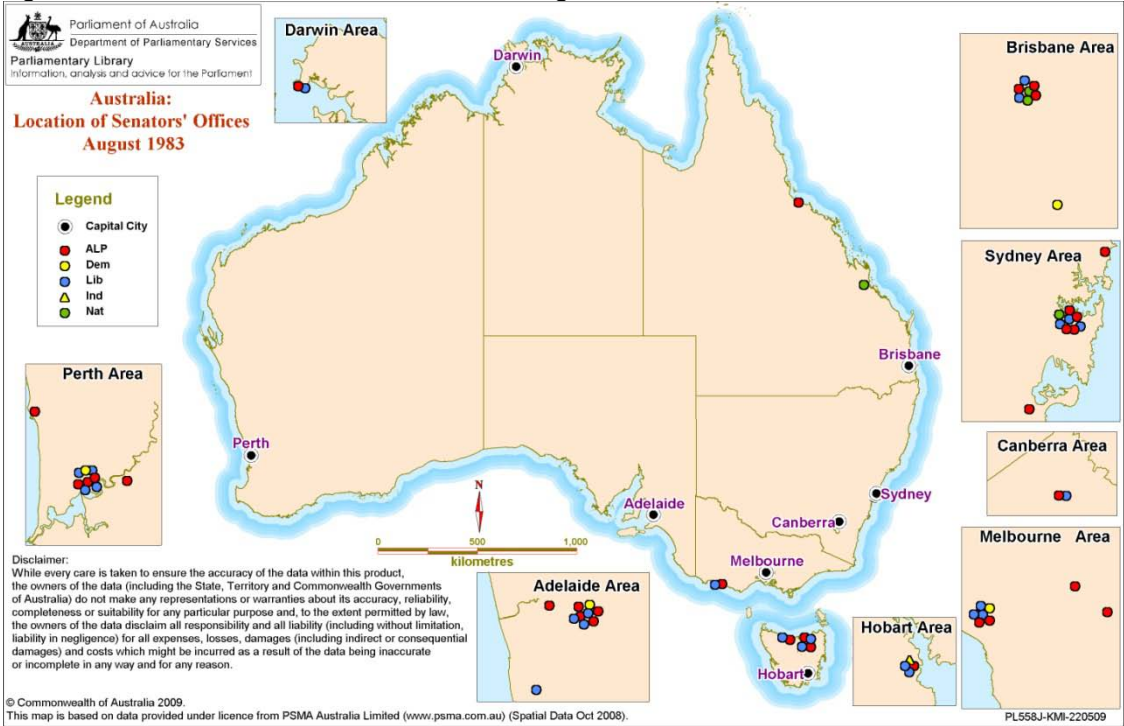 Parliament of Australia
Department of Parliamentary Services
AUSTRALIA
Parliamentary Library
Information, analysis and advice for the Parliament
Australia:
Location of Senators' Offices
August 1983
Legend
Capital City
ALP
Dem
Lib
Ind
Nat
Darwin Area
Darwin
Brisbane Area
Sydney Area
Brisbane
Perth Area
Perth
Canberra Area
Adelaide
Sydney
Canberra
Melbourne
Melbourne Area
N
0 500 1,000
kilometres
Adelaide Area
Hobart Area
Hobart
Disclaimer:
While every care is taken to ensure the accuracy of the data within this product,
the owners of the data (including the State, Territory and Commonwealth Governments
of Australia) do not make any representations or warranties about its accuracy, reliability,
completeness or suitability for any particular purpose and, to the extent permitted by law,
the owners of the data disclaim all responsibility and all liability (including without limitation,
liability in negligence) for all expenses, losses, damages (including indirect or consequential
damages) and costs which might be incurred as a result of the data being inaccurate
or incomplete in any way and for any reason.
© Commonwealth of Australia 2009.
This map is based on data provided under licence from PSMA Australia Limited (www.psma.com.au) (Spatial Data Oct 2008).
PL558J-KMI-220509